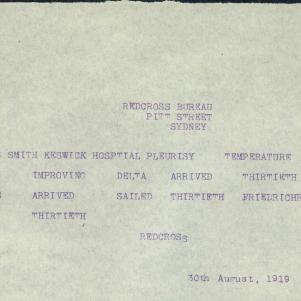 REDCROSS BUREAU
PITT STREET
SYDNEY
SMITH KESWICK HOSPTIAL PLEURISY TEMPERATURE
IMPROVING DELTA ARRIVED THIRTIETH
ARRIVED SAILED THIRTIETH FRIELRICHR
THIRTIETH
REDCROSS
30th August, 1919